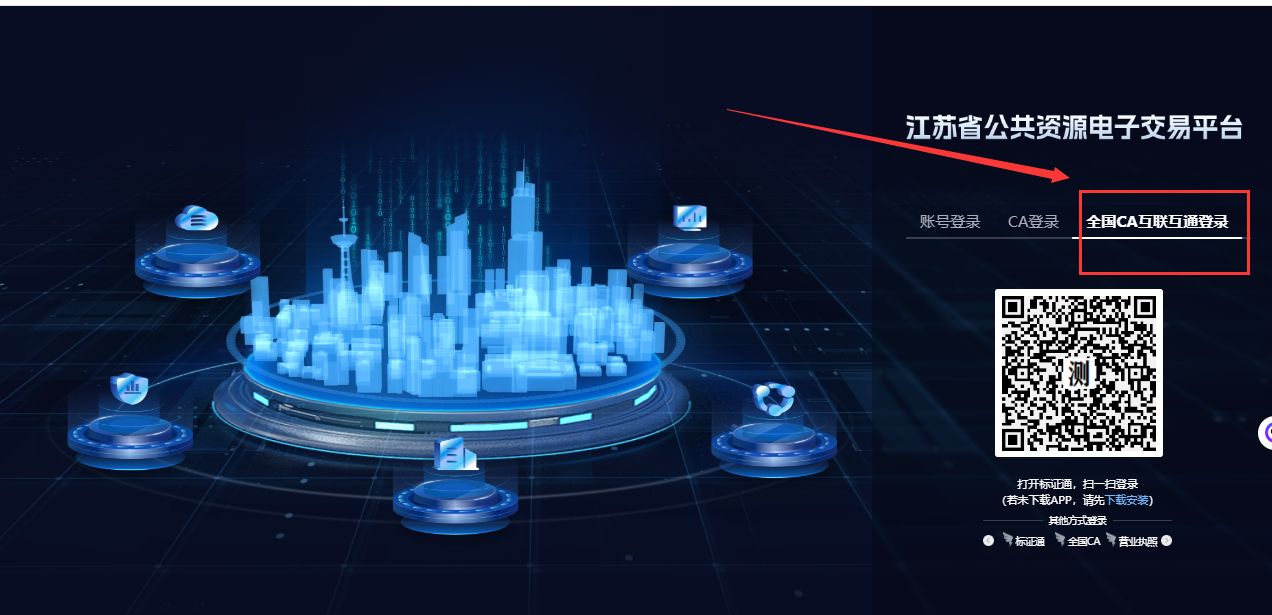 江苏省公共资源电子交易平台
账号登录 CA登录 全国CA互联互通登录
测
打开标证通，扫一扫登录
(若未下载APP，请先下载安装)
其他方式登录
标证通 全国CA 营业执照